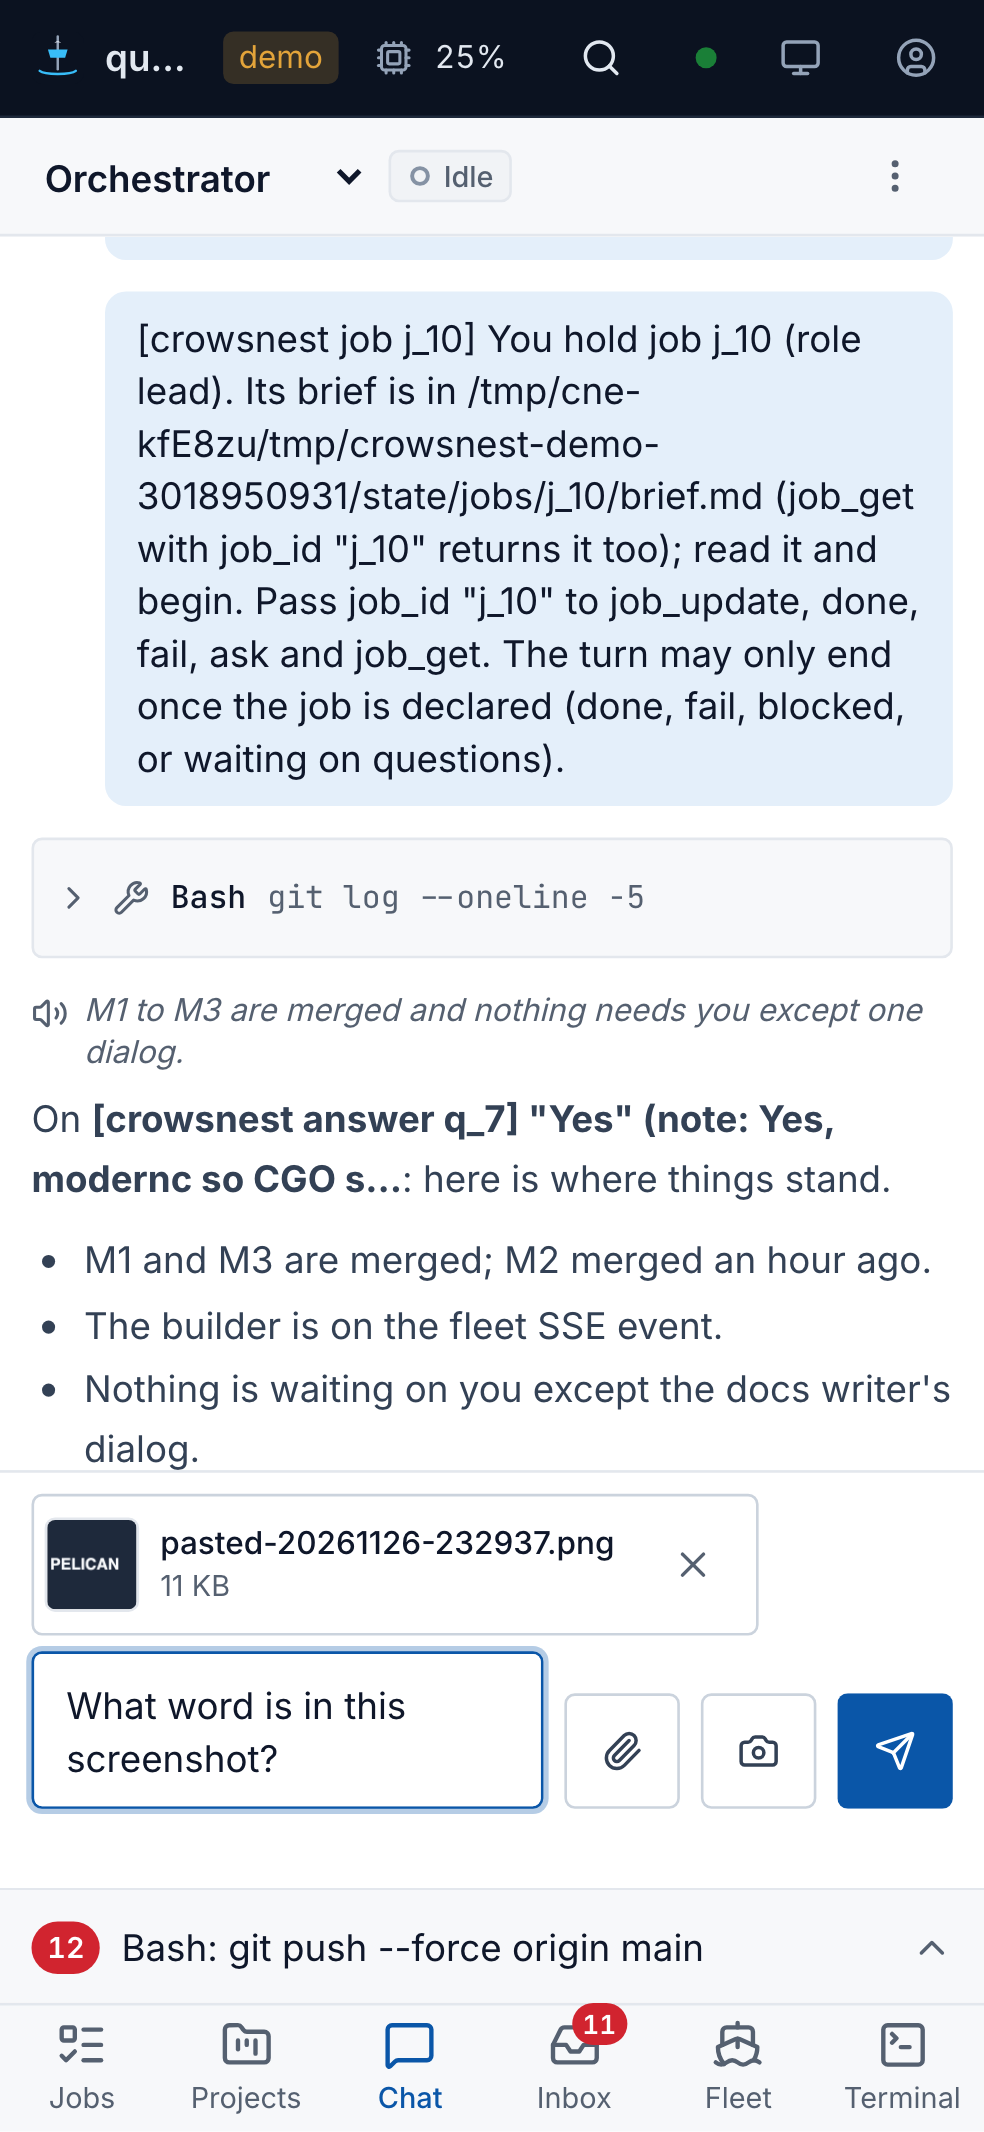 qu...
demo
25%
Orchestrator
Idle
[crowsnest job j_10] You hold job j_10 (role
lead). Its brief is in /tmp/cne-
kfE8zu/tmp/crowsnest-demo-
3018950931/state/jobs/j_10/brief.md (job_get
with job_id "j_10" returns it too); read it and
begin. Pass job_id "j_10" to job_update, done,
fail, ask and job_get. The turn may only end
once the job is declared (done, fail, blocked,
or waiting on questions).
Bash git log --oneline -5
M1 to M3 are merged and nothing needs you except one
dialog.
On [crowsnest answer q_7] "Yes" (note: Yes,
modernc so CGO s...: here is where things stand.
• M1 and M3 are merged; M2 merged an hour ago.
• The builder is on the fleet SSE event.
• Nothing is waiting on you except the docs writer's
dialog.
PELICAN
pasted-20261126-232937.png
11 KB
What word is in this
screenshot?
12 Bash: git push --force origin main
11
Jobs Projects Chat Inbox Fleet Terminal